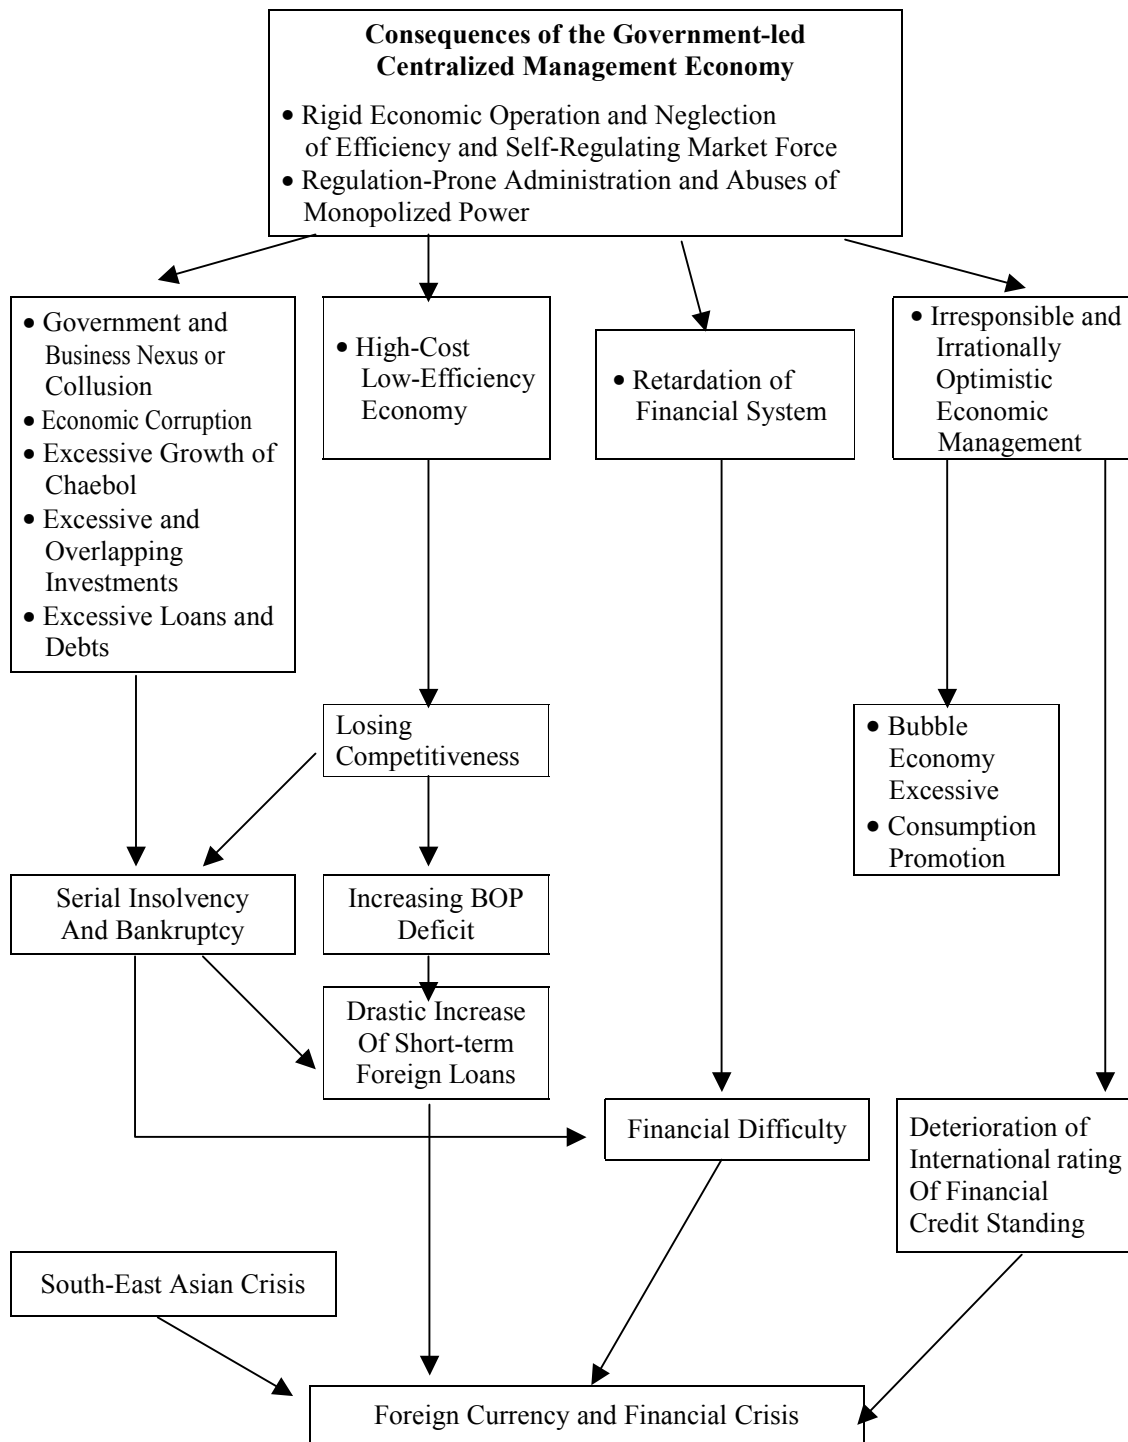 Consequences of the Government-led
Centralized Management Economy
• Rigid Economic Operation and Neglection
of Efficiency and Self-Regulating Market Force
• Regulation-Prone Administration and Abuses of
Monopolized Power
• Government and
Business Nexus or
Collusion
• Economic Corruption
• Excessive Growth of
Chaebol
• Excessive and
Overlapping
Investments
• Excessive Loans and
Debts
• High-Cost
Low-Efficiency
Economy
• Retardation of
Financial System
• Irresponsible and
Irrationally
Optimistic
Economic
Management
Losing
Competitiveness
• Bubble
Economy
Excessive
• Consumption
Promotion
Serial Insolvency
And Bankruptcy
Increasing BOP
Deficit
Drastic Increase
Of Short-term
Foreign Loans
Financial Difficulty
Deterioration of
International rating
Of Financial
Credit Standing
South-East Asian Crisis
Foreign Currency and Financial Crisis